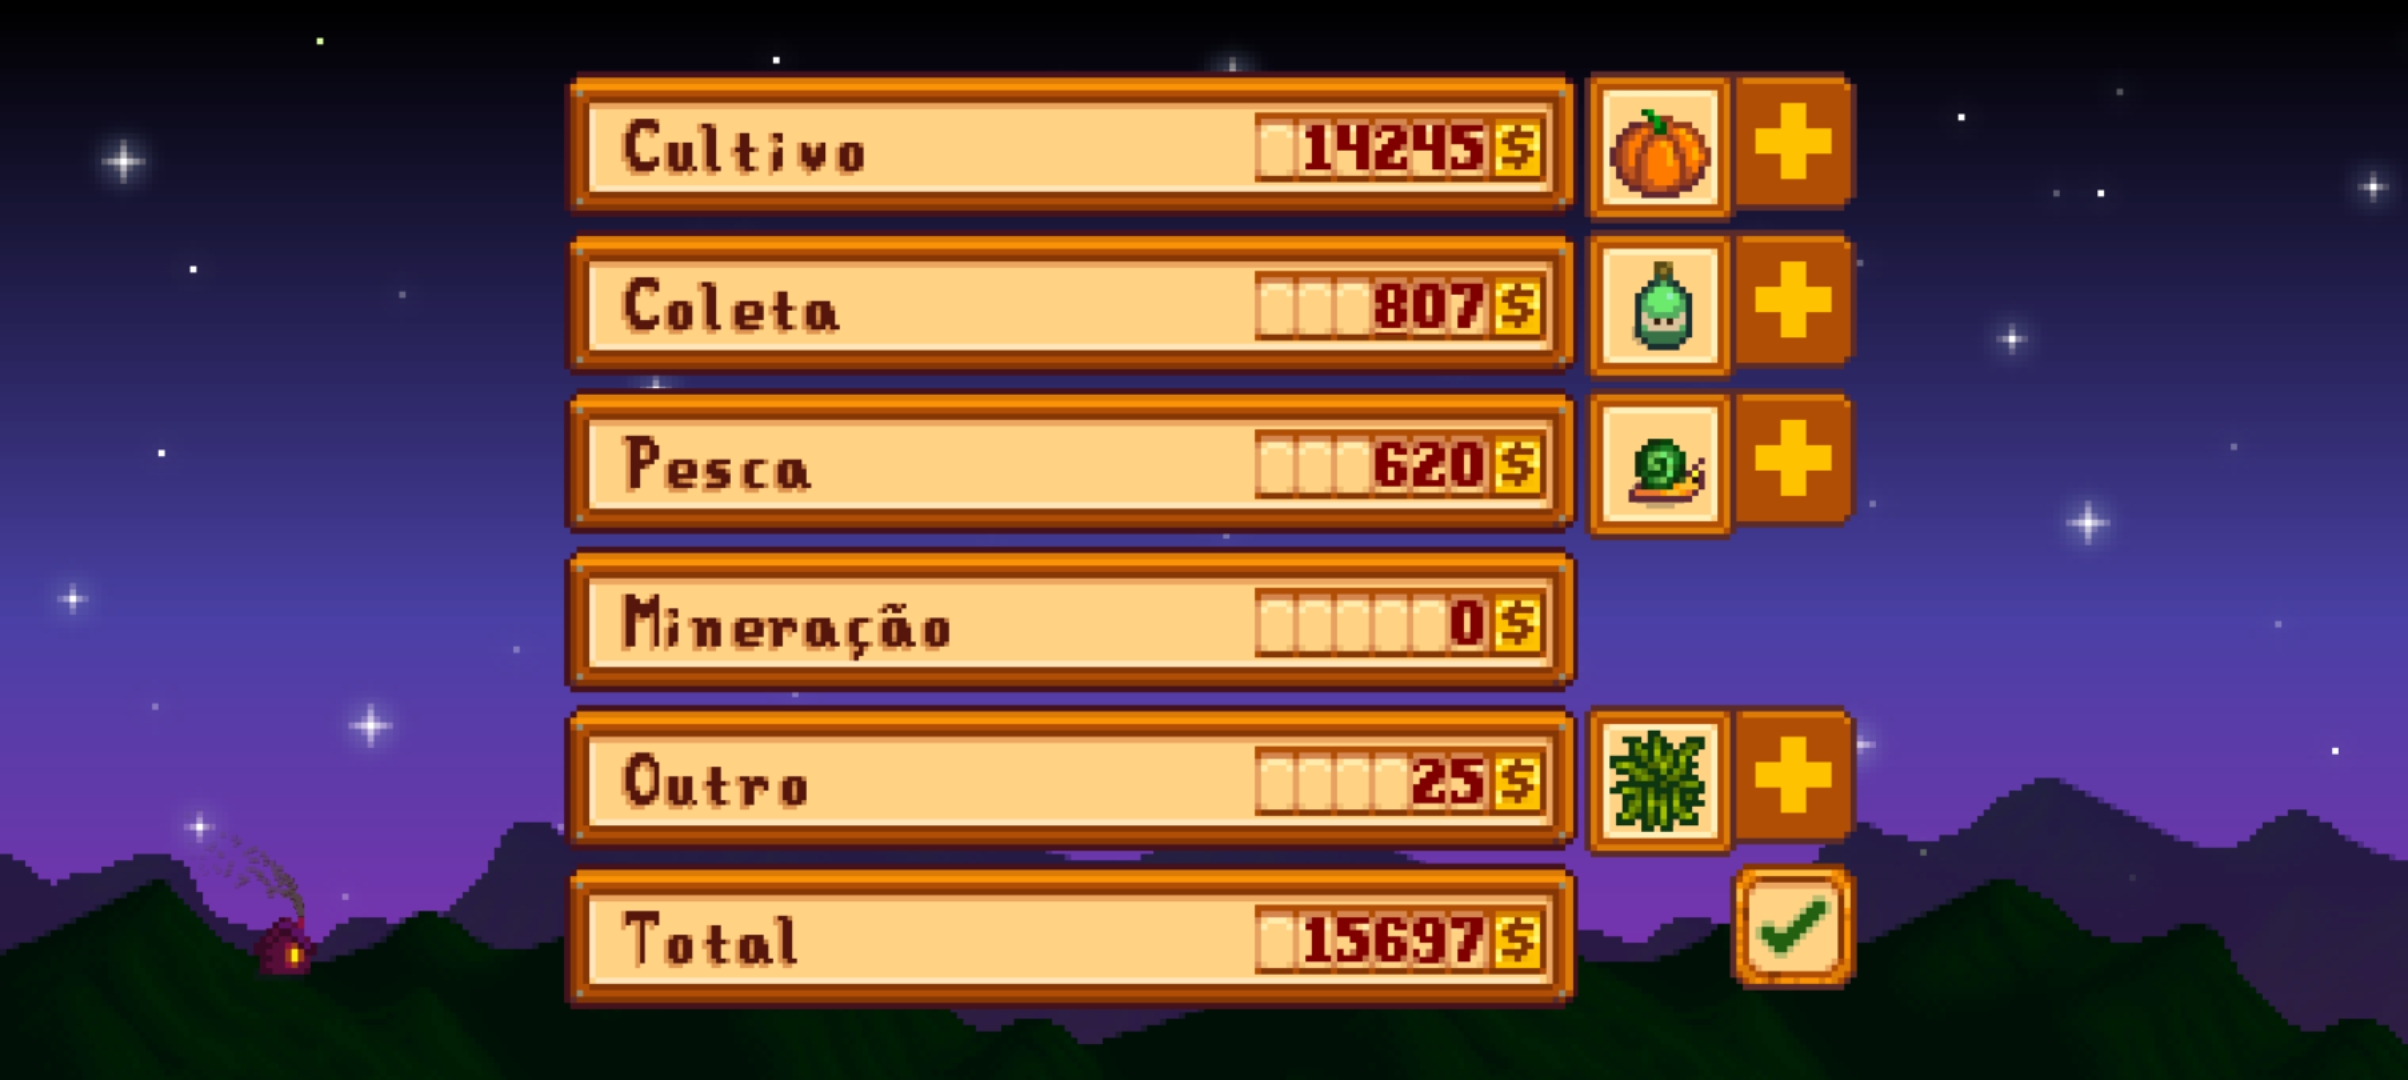 Cultivo 14245$
Coleta 807$
Pesca 620$
Mineração 0$
Outro 25$
Total 15697$